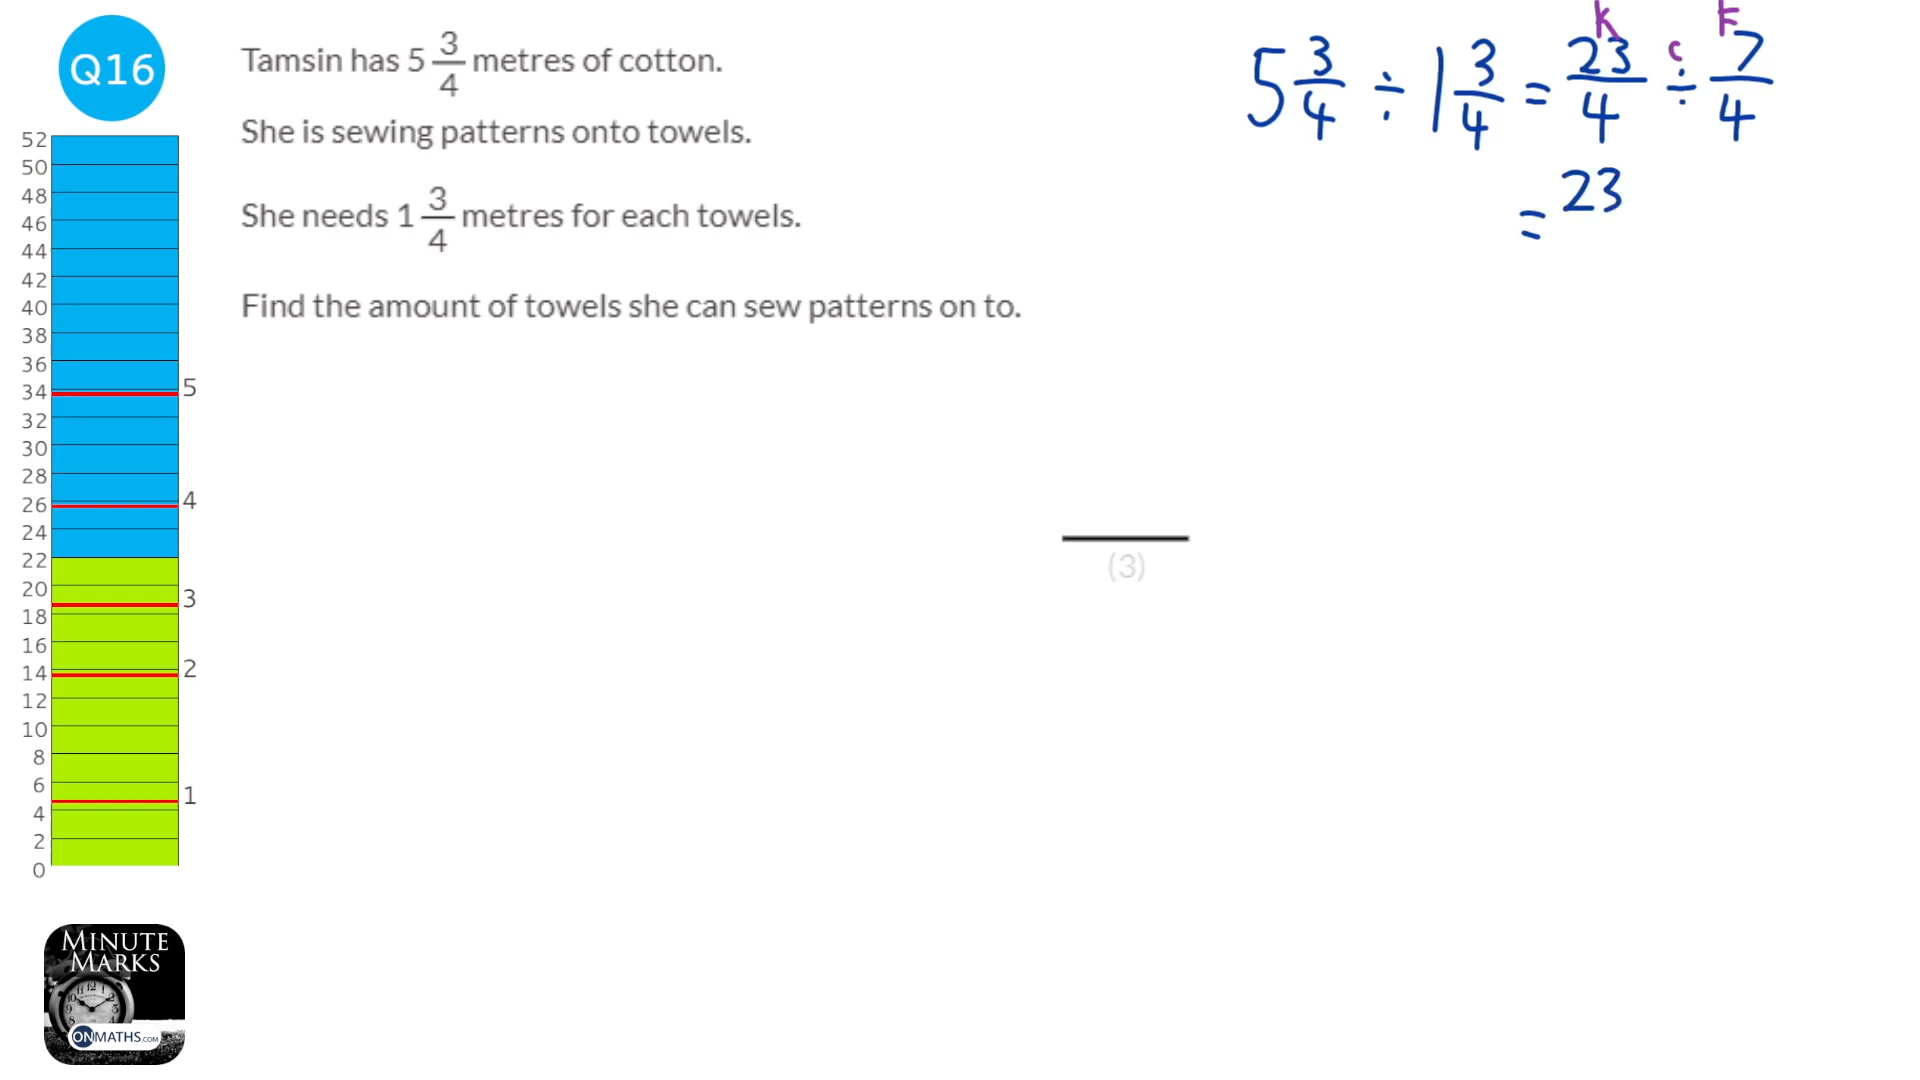 Q16
Tamsin has 5 3/4 metres of cotton.
She is sewing patterns onto towels.
She needs 1 3/4 metres for each towels.
Find the amount of towels she can sew patterns on to.
(3)
K C F
5 3/4 ÷ 1 3/4 = 23/4 ÷ 7/4
= 23
52
50
48
46
44
42
40
38
36
34 5
32
30
28
26 4
24
22
20 3
18
16
14 2
12
10
8
6 1
4
2
0
MINUTE
MARKS
ONMATHS.COM